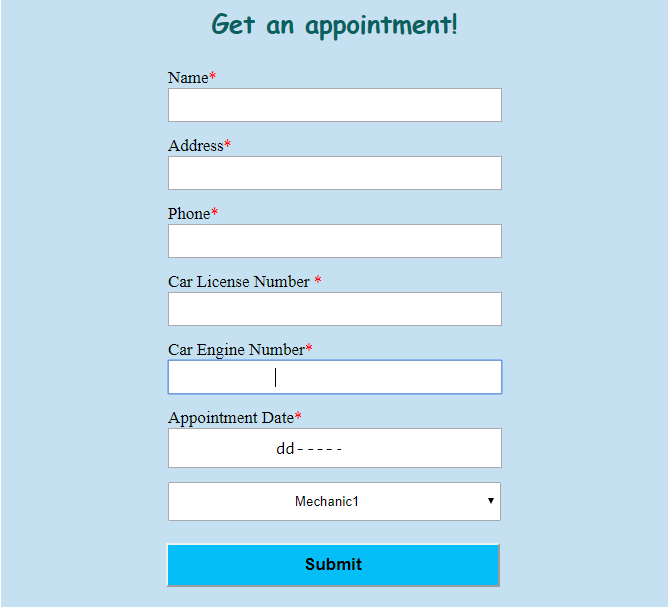 Get an appointment!
Name*
Address*
Phone*
Car License Number *
Car Engine Number*
Appointment Date*
dd-----
Mechanic1
Submit